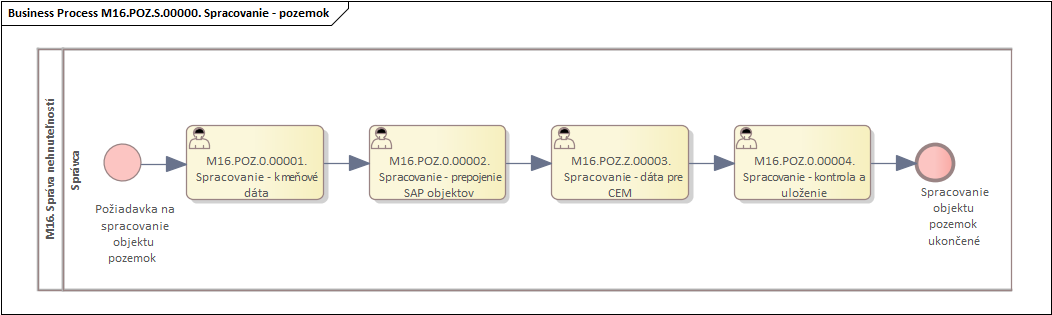 Business Process M16.POZ.S.00000. Spracovanie - pozemok
M16. Správa nehnuteľností
Správca
Požiadavka na
spracovanie
objektu
pozemok
M16.POZ.0.00001.
Spracovanie - kmeňové
dáta
M16.POZ.0.00002.
Spracovanie - prepojenie
SAP objektov
M16.POZ.Z.00003.
Spracovanie - dáta pre
CEM
M16.POZ.0.00004.
Spracovanie - kontrola a
uloženie
Spracovanie
objektu
pozemok
ukončené